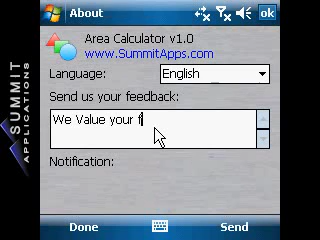 About
ok
Area Calculator v1.0
www.SummitApps.com
Language:
English
Send us your feedback:
We Value your f
Notification:
Done
Send
SUMMIT
APPLICATIONS